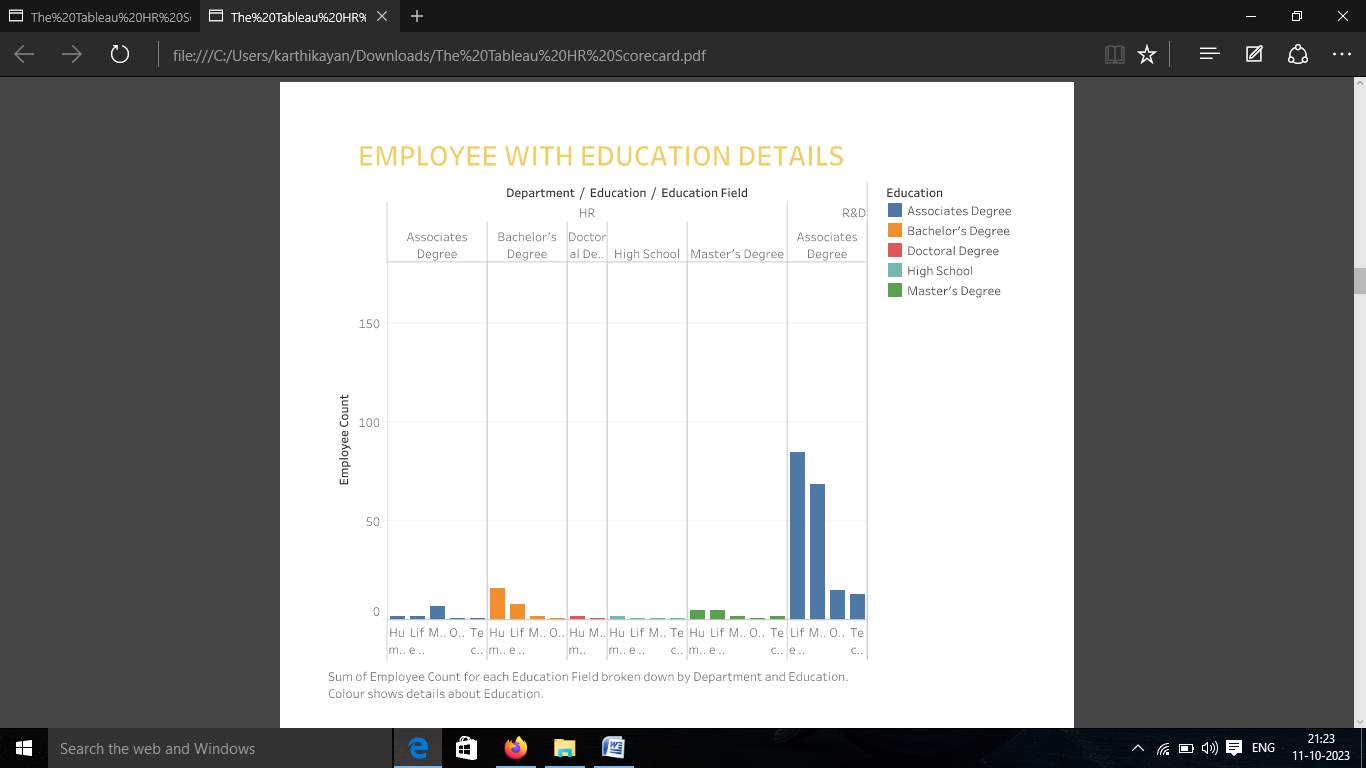 The%20Tableau%20HR%20S
The%20Tableau%20HR%
file:///C:/Users/karthikayan/Downloads/The%20Tableau%20HR%20Scorecard.pdf
EMPLOYEE WITH EDUCATION DETAILS
Department / Education / Education Field
HR
R&D
Associates Degree
Bachelor's Degree
Doctor al De..
High School
Master's Degree
Associates Degree
Education
Associates Degree
Bachelor's Degree
Doctoral Degree
High School
Master's Degree
Employee Count
150
100
50
0
Hu m.. Lif e .. M.. O.. Te c..
Hu m.. Lif e .. M.. O..
Hu m.. M..
Hu m.. Lif e .. M.. Te c..
Hu m.. Lif e .. M.. O.. Te c..
Lif e .. M.. O.. Te c..
Sum of Employee Count for each Education Field broken down by Department and Education.
Colour shows details about Education.
Search the web and Windows
ENG
21:23
11-10-2023